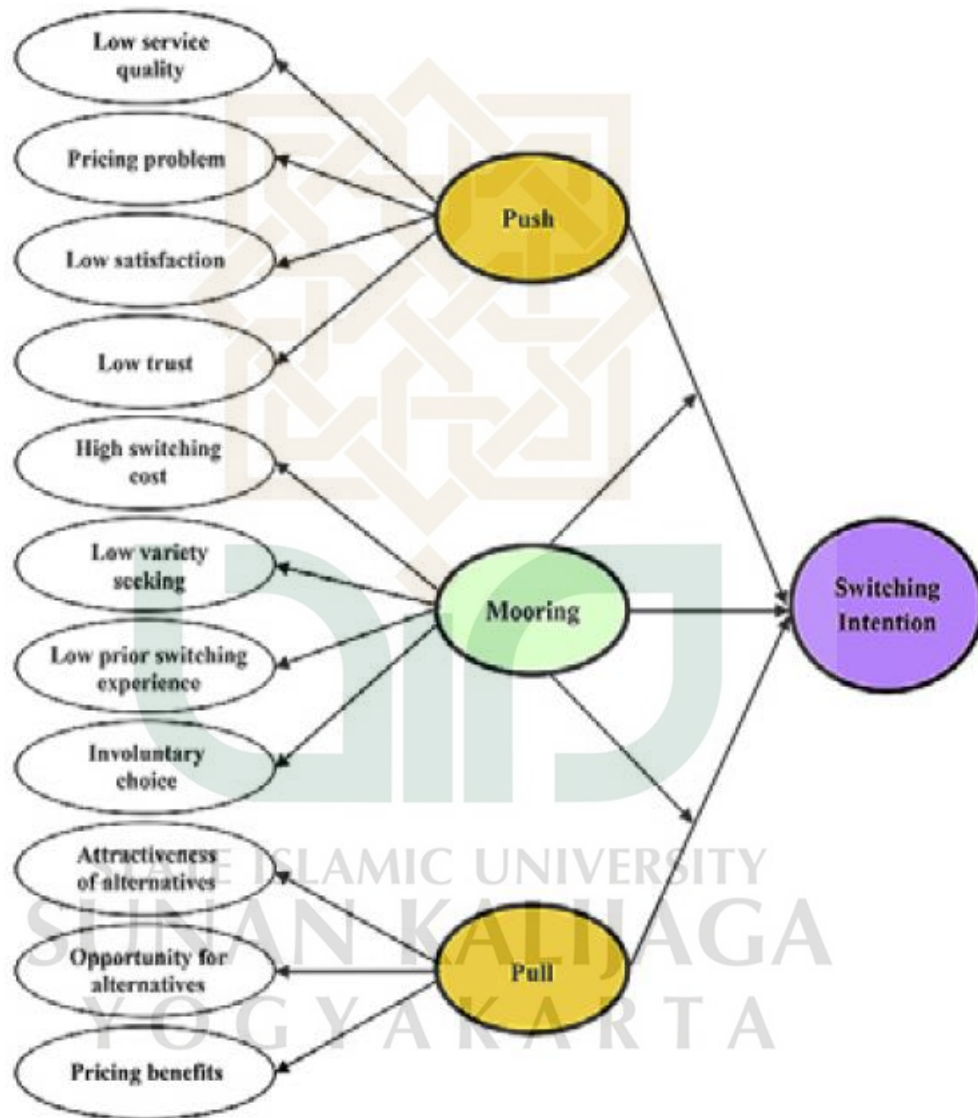 Low service
quality
Pricing problem
Low satisfaction
Low trust
High switching
cost
Low variety
seeking
Low prior switching
experience
Involuntary
choice
Attractiveness
of alternatives
Opportunity for
alternatives
Pricing benefits
Push
Mooring
Pull
Switching
Intention
STATE ISLAMIC UNIVERSITY
SUNAN KALIJAGA
YOGYAKARTA